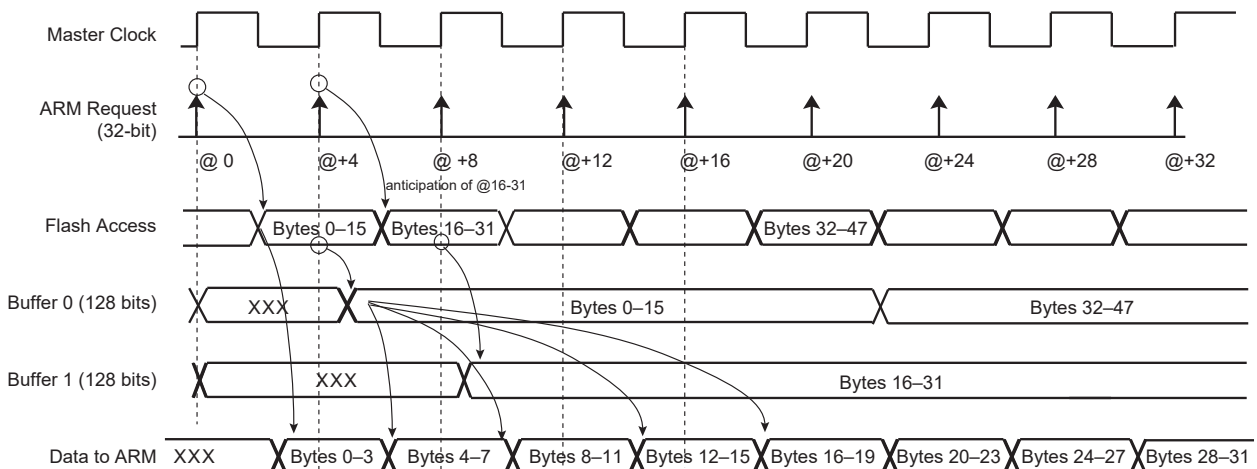 Master Clock
ARM Request
(32-bit)
@ 0 @+4 @ +8 @+12 @+16 @+20 @+24 @+28 @+32
anticipation of @16-31
Flash Access Bytes 0–15 Bytes 16–31 Bytes 32–47
Buffer 0 (128 bits) XXX Bytes 0–15 Bytes 32–47
Buffer 1 (128 bits) XXX Bytes 16–31
Data to ARM XXX Bytes 0–3 Bytes 4–7 Bytes 8–11 Bytes 12–15 Bytes 16–19 Bytes 20–23 Bytes 24–27 Bytes 28–31